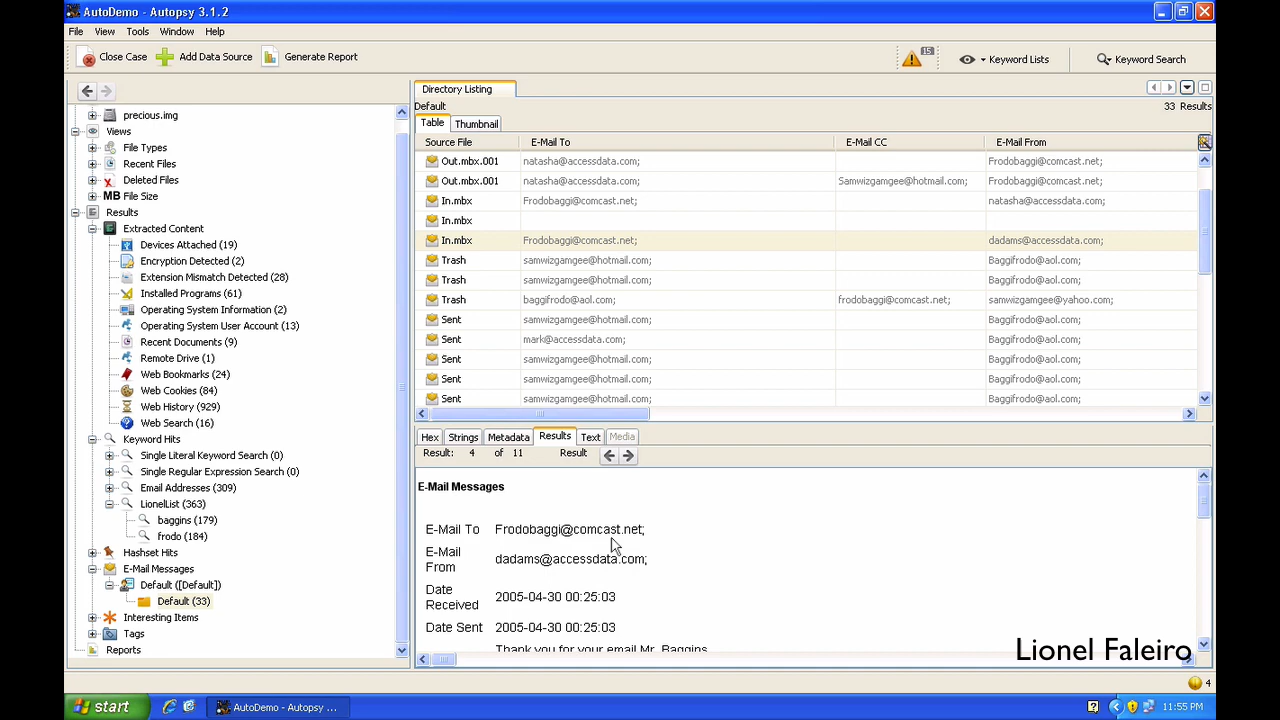 AutoDemo - Autopsy 3.1.2
File View Tools Window Help
Close Case Add Data Source Generate Report 15 Keyword Lists Keyword Search
precious.img
Views
File Types
Recent Files
Deleted Files
MB File Size
Results
Extracted Content
Devices Attached (19)
Encryption Detected (2)
Extension Mismatch Detected (28)
Installed Programs (61)
Operating System Information (2)
Operating System User Account (13)
Recent Documents (9)
Remote Drive (1)
Web Bookmarks (24)
Web Cookies (84)
Web History (929)
Web Search (16)
Keyword Hits
Single Literal Keyword Search (0)
Single Regular Expression Search (0)
Email Addresses (309)
LionelList (363)
baggins (179)
frodo (184)
Hashset Hits
E-Mail Messages
Default ([Default])
Default (33)
Interesting Items
Tags
Reports
Directory Listing
Default 33 Results
Table Thumbnail
Source File E-Mail To E-Mail CC E-Mail From
Out.mbx.001 natasha@accessdata.com; Frodobaggi@comcast.net;
Out.mbx.001 natasha@accessdata.com; Samwizgamgee@hotmail.com; Frodobaggi@comcast.net;
In.mbx Frodobaggi@comcast.net; natasha@accessdata.com;
In.mbx
In.mbx Frodobaggi@comcast.net; dadams@accessdata.com;
Trash samwizgamgee@hotmail.com; Baggifrodo@aol.com;
Trash samwizgamgee@hotmail.com; Baggifrodo@aol.com;
Trash baggifrodo@aol.com; frodobaggi@comcast.net; samwizgamgee@yahoo.com;
Sent samwizgamgee@hotmail.com; Baggifrodo@aol.com;
Sent mark@accessdata.com; Baggifrodo@aol.com;
Sent samwizgamgee@hotmail.com; Baggifrodo@aol.com;
Sent samwizgamgee@hotmail.com; Baggifrodo@aol.com;
Sent samwizgamgee@hotmail.com; Baggifrodo@aol.com;
Hex Strings Metadata Results Text Media
Result: 4 of 11 Result
E-Mail Messages
E-Mail To Frodobaggi@comcast.net;
E-Mail
From dadams@accessdata.com;
Date
Received 2005-04-30 00:25:03
Date Sent 2005-04-30 00:25:03
Thank you for your email Mr. Baggins
Lionel Faleiro
4
start AutoDemo - Autopsy ... 11:55 PM